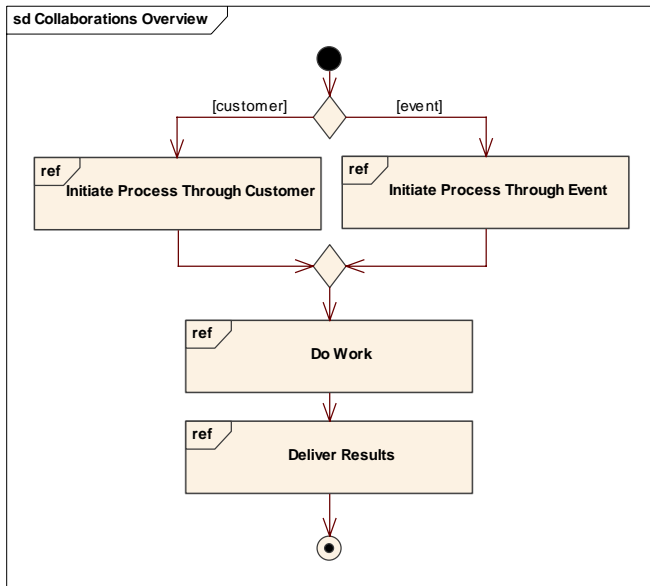 sd Collaborations Overview
[customer]
[event]
ref
Initiate Process Through Customer
ref
Initiate Process Through Event
ref
Do Work
ref
Deliver Results